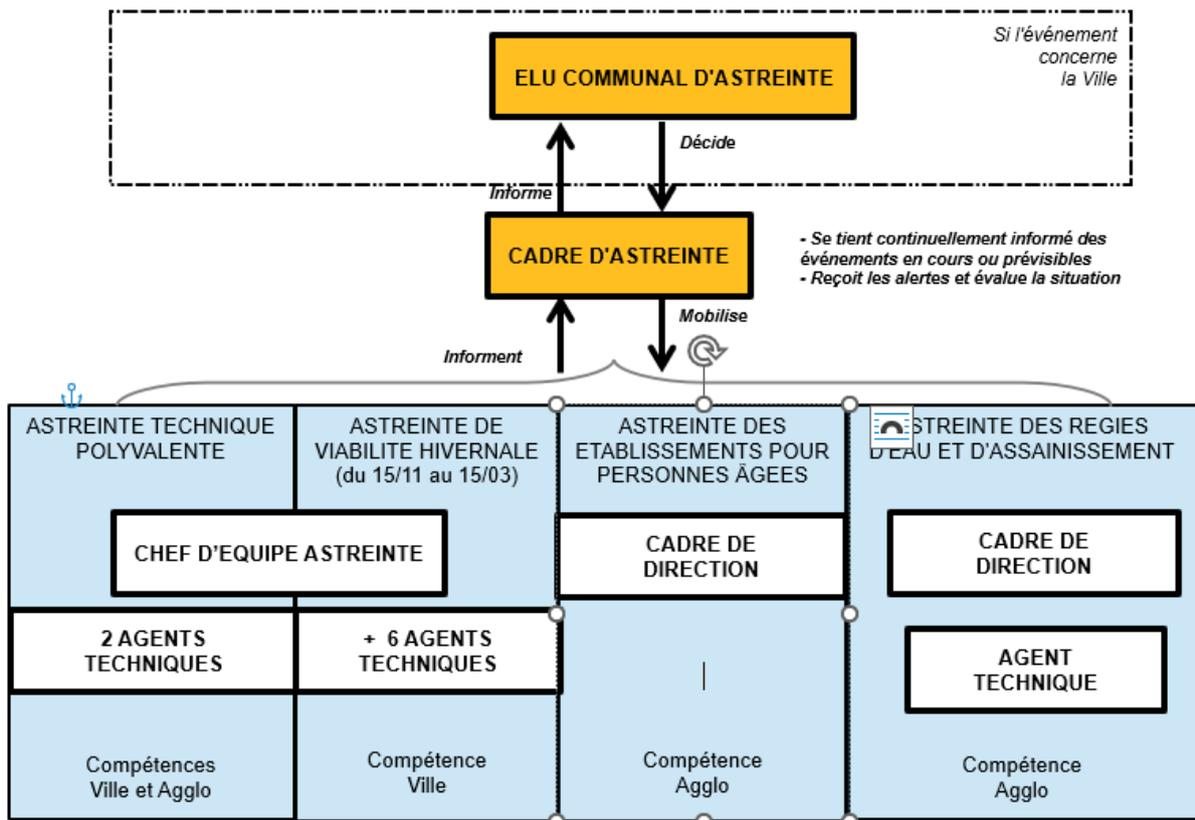 Si l'événement
concerne
la Ville
ELU COMMUNAL D'ASTREINTE
Décide
Informe
CADRE D'ASTREINTE
- Se tient continuellement informé des
événements en cours ou prévisibles
- Reçoit les alertes et évalue la situation
Mobilise
Informent
ASTREINTE TECHNIQUE
POLYVALENTE
ASTREINTE DE
VIABILITE HIVERNALE
(du 15/11 au 15/03)
ASTREINTE DES
ETABLISSEMENTS POUR
PERSONNES ÂGEES
STREINTE DES REGIES
D'EAU ET D'ASSAINISSEMENT
CHEF D'EQUIPE ASTREINTE
CADRE DE
DIRECTION
CADRE DE
DIRECTION
2 AGENTS
TECHNIQUES
+ 6 AGENTS
TECHNIQUES
AGENT
TECHNIQUE
Compétences
Ville et Agglo
Compétence
Ville
Compétence
Agglo
Compétence
Agglo